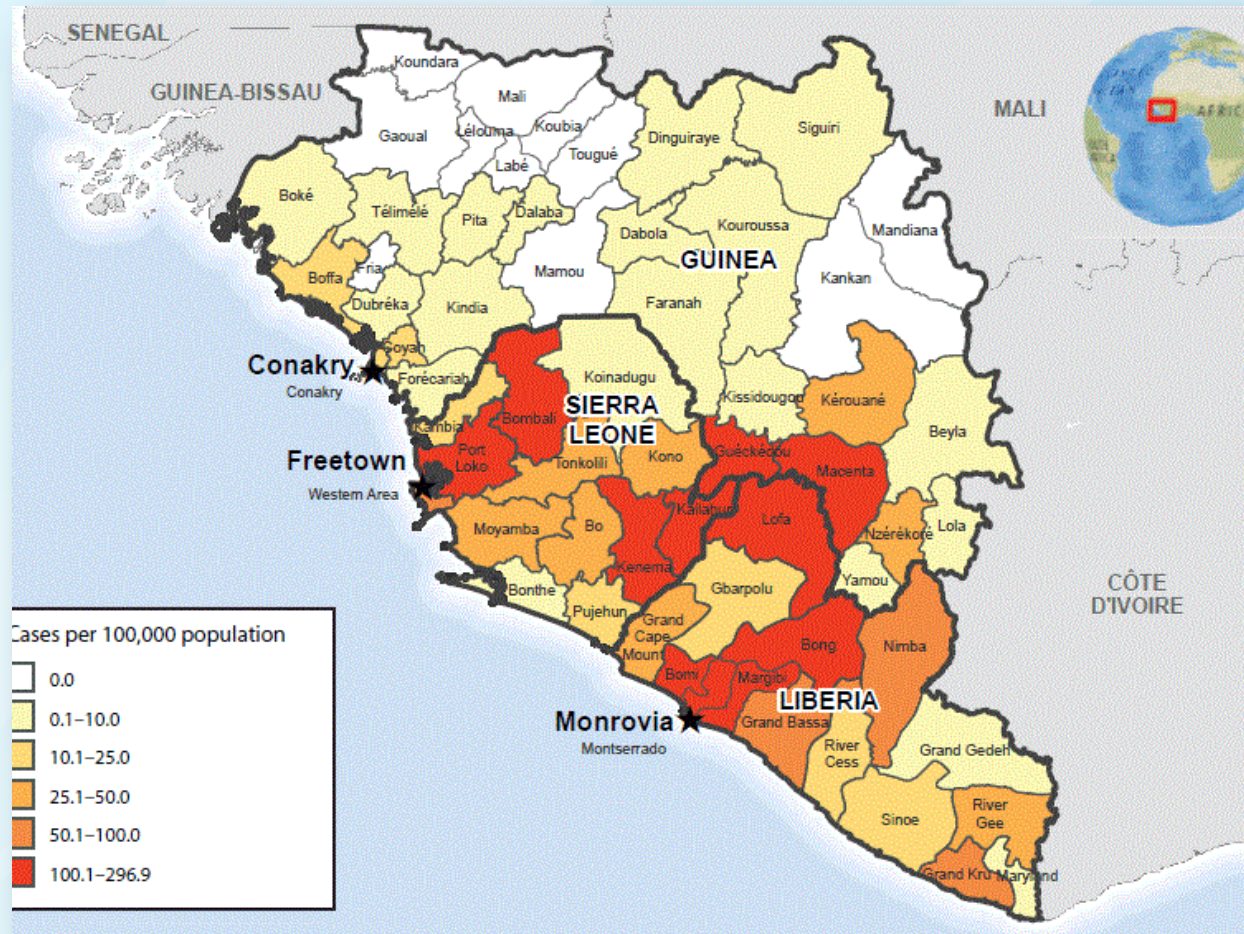 SENEGAL
GUINEA-BISSAU
MALI
AFRIC
Koundara
Mali
Gaoual
Lélouma
Koubia
Labé
Tougué
Dinguiraye
Siguiri
Boké
Télimélé
Pita
Dalaba
Dabola
Kouroussa
Mandiana
GUINEA
Boffa
Fria
Mamou
Kankan
Dubréka
Kindia
Faranah
Coyah
Conakry
Conakry
Forécariah
Koinadugu
Kissidougou
Kérouané
SIERRA
LEONE
Bombali
Kambia
Beyla
Port
Loko
Tonkolili
Kono
Guéckédou
Macenta
Freetown
Western Area
Kailahun
Lofa
Moyamba
Bo
Nzérékoré
Lola
Kenema
Yamou
Bonthe
Gbarpolu
CÔTE
D'IVOIRE
Pujehun
Grand
Cape
Mount
Bong
Nimba
Bomi
Margibi
LIBERIA
Monrovia
Montserrado
Grand Bassa
River
Cess
Grand Gedeh
Sinoe
River
Gee
Grand Kru
Maryland
Cases per 100,000 population
0.0
0.1–10.0
10.1–25.0
25.1–50.0
50.1–100.0
100.1–296.9